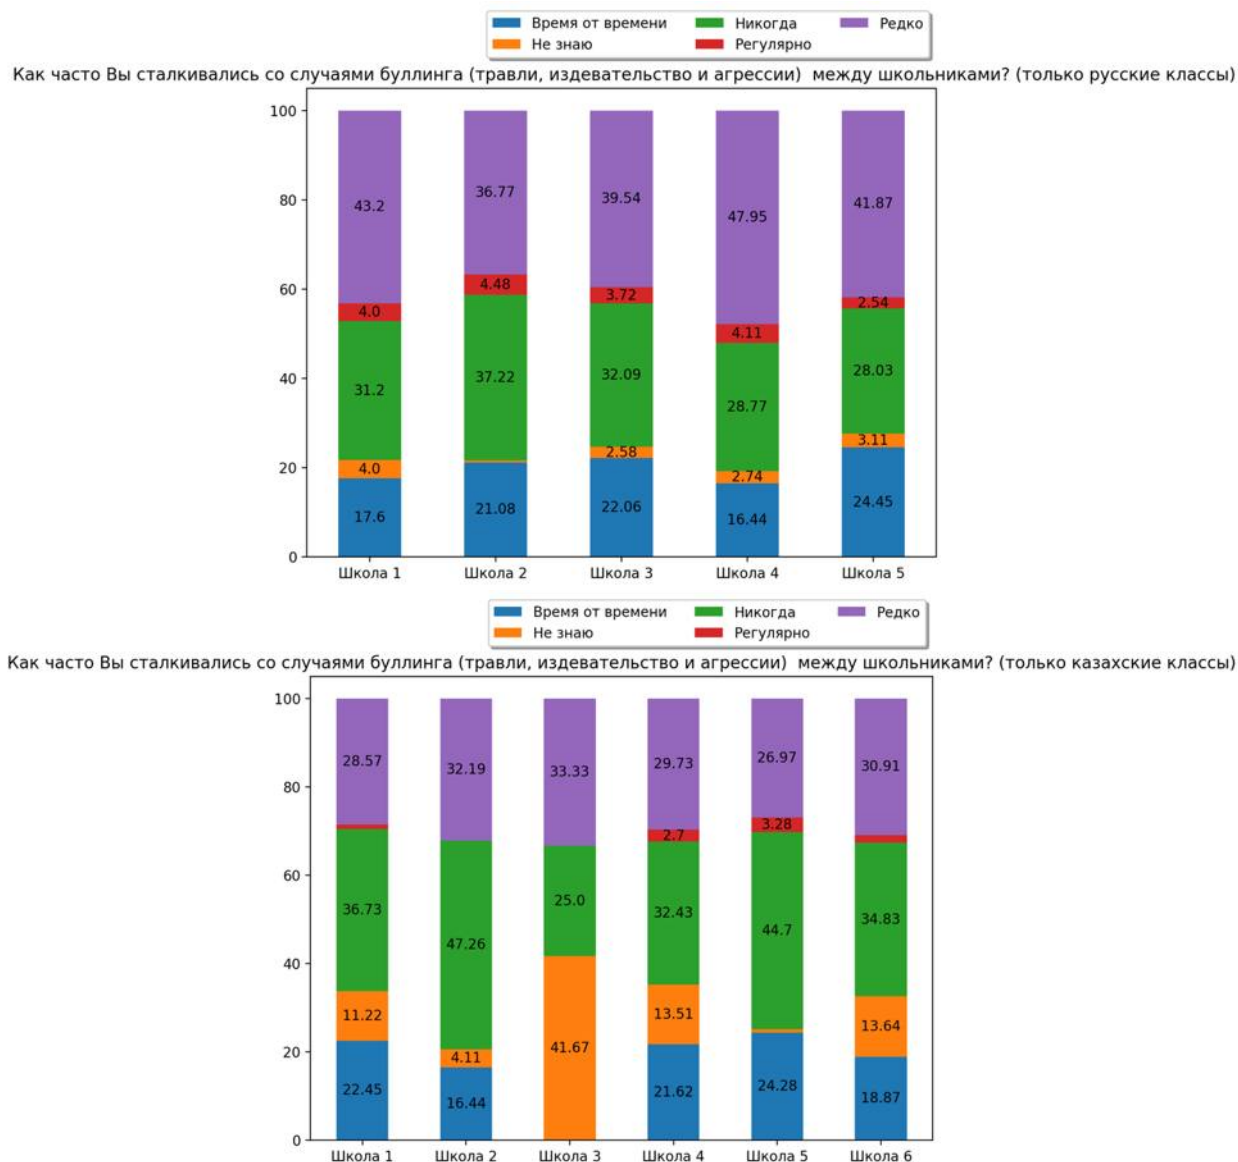 Время от времени Никогда Редко
Не знаю Регулярно
Как часто Вы сталкивались со случаями буллинга (травли, издевательство и агрессии)  между школьниками? (только русские классы)
100
80
60
40
20
0
43.2 36.77 39.54 47.95 41.87
4.0 4.48 3.72 4.11 2.54
31.2 37.22 32.09 28.77 28.03
4.0 2.58 2.74 3.11
17.6 21.08 22.06 16.44 24.45
Школа 1 Школа 2 Школа 3 Школа 4 Школа 5
Время от времени Никогда Редко
Не знаю Регулярно
Как часто Вы сталкивались со случаями буллинга (травли, издевательство и агрессии)  между школьниками? (только казахские классы)
100
80
60
40
20
0
28.57 32.19 33.33 29.73 26.97 30.91
2.7 3.28
36.73 47.26 25.0 32.43 44.7 34.83
11.22 4.11 41.67 13.51 13.64
22.45 16.44 21.62 24.28 18.87
Школа 1 Школа 2 Школа 3 Школа 4 Школа 5 Школа 6